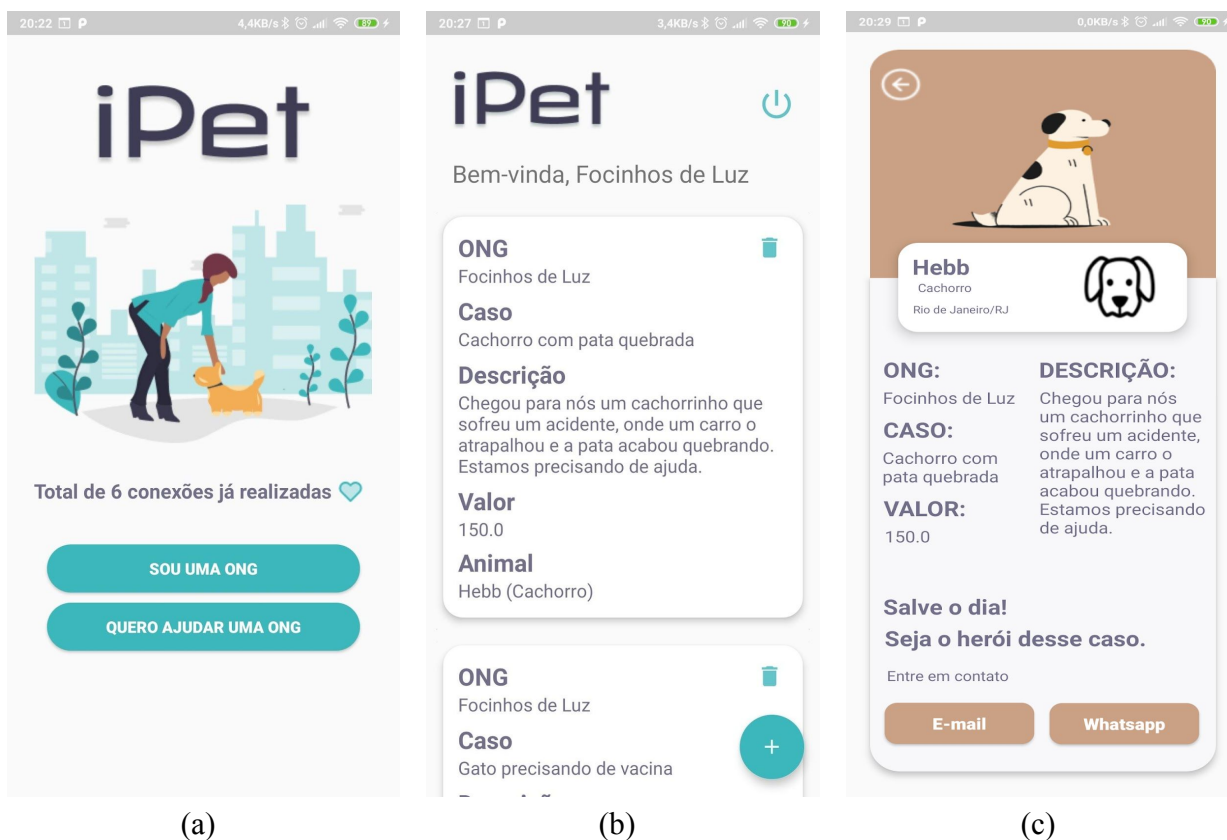 20:22
4,4KB/s
89
iPet
Total de 6 conexões já realizadas
SOU UMA ONG
QUERO AJUDAR UMA ONG
(a)
20:27
3,4KB/s
90
iPet
Bem-vinda, Focinhos de Luz
ONG
Focinhos de Luz
Caso
Cachorro com pata quebrada
Descrição
Chegou para nós um cachorrinho que
sofreu um acidente, onde um carro o
atrapalhou e a pata acabou quebrando.
Estamos precisando de ajuda.
Valor
150.0
Animal
Hebb (Cachorro)
ONG
Focinhos de Luz
Caso
Gato precisando de vacina
+
(b)
20:29
0,0KB/s
90
Hebb
Cachorro
Rio de Janeiro/RJ
ONG:
Focinhos de Luz
CASO:
Cachorro com
pata quebrada
VALOR:
150.0
DESCRIÇÃO:
Chegou para nós
um cachorrinho que
sofreu um acidente,
onde um carro o
atrapalhou e a pata
acabou quebrando.
Estamos precisando
de ajuda.
Salve o dia!
Seja o herói desse caso.
Entre em contato
E-mail
Whatsapp
(c)